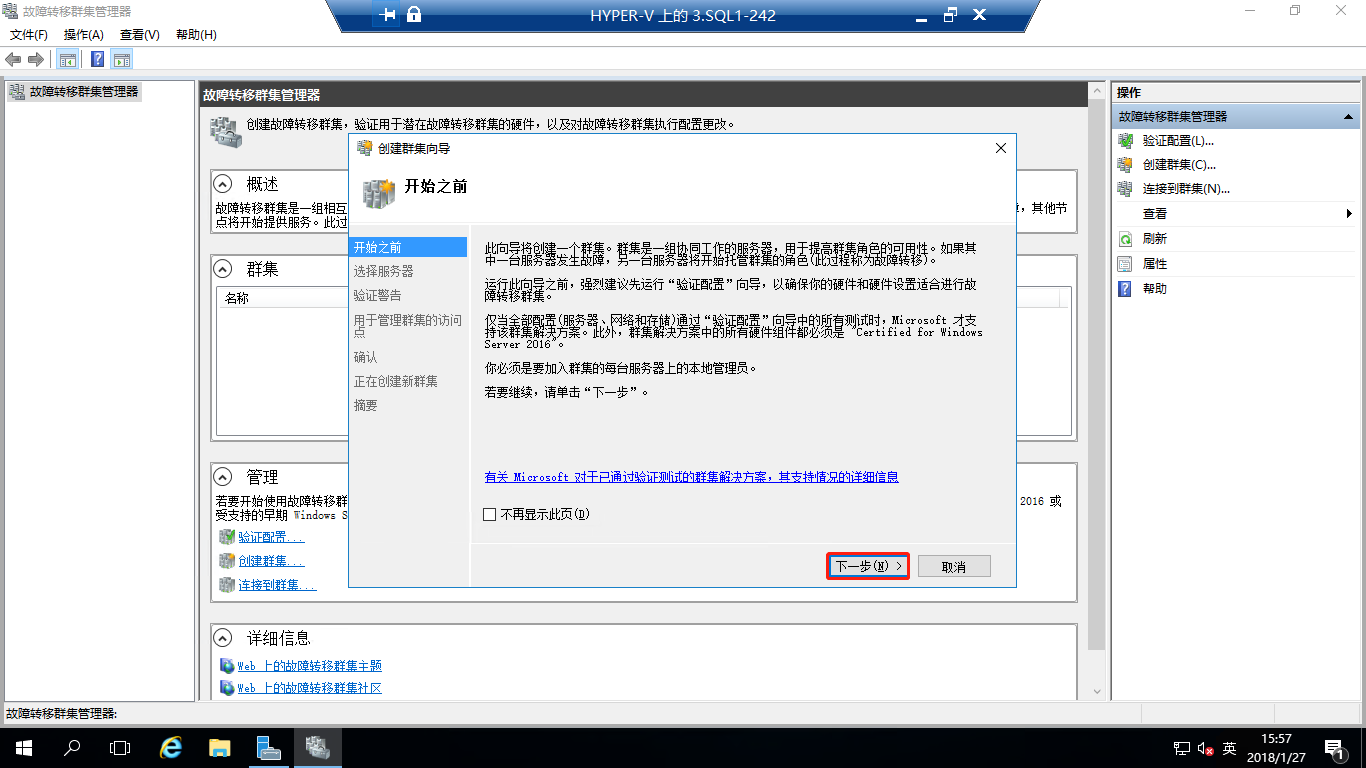 故障转移群集管理器
HYPER-V 上的 3.SQL1-242
文件(F) 操作(A) 查看(V) 帮助(H)
故障转移群集管理器
故障转移群集管理器
创建故障转移群集，验证用于潜在故障转移群集的硬件，以及对故障转移群集执行配置更改。
概述
故障转移群集是一组相互
，其他节
点将开始提供服务。此过
群集
名称
管理
若要开始使用故障转移群
2016 或
受支持的早期 Windows S
验证配置...
创建群集...
连接到群集...
详细信息
Web 上的故障转移群集主题
Web 上的故障转移群集社区
创建群集向导
开始之前
开始之前
选择服务器
验证警告
用于管理群集的访问
点
确认
正在创建新群集
摘要
此向导将创建一个群集。群集是一组协同工作的服务器，用于提高群集角色的可用性。如果其
中一台服务器发生故障，另一台服务器将开始托管群集的角色(此过程称为故障转移)。
运行此向导之前，强烈建议先运行“验证配置”向导，以确保你的硬件和硬件设置适合进行故
障转移群集。
仅当全部配置(服务器、网络和存储)通过“验证配置”向导中的所有测试时，Microsoft 才支
持该群集解决方案。此外，群集解决方案中的所有硬件组件都必须是 "Certified for Windows
Server 2016"。
你必须是要加入群集的每台服务器上的本地管理员。
若要继续，请单击“下一步”。
有关 Microsoft 对于已通过验证测试的群集解决方案，其支持情况的详细信息
不再显示此页(D)
下一步(N) >
取消
操作
故障转移群集管理器
验证配置(L)...
创建群集(C)...
连接到群集(N)...
查看
刷新
属性
帮助
故障转移群集管理器:
英
15:57
2018/1/27
1